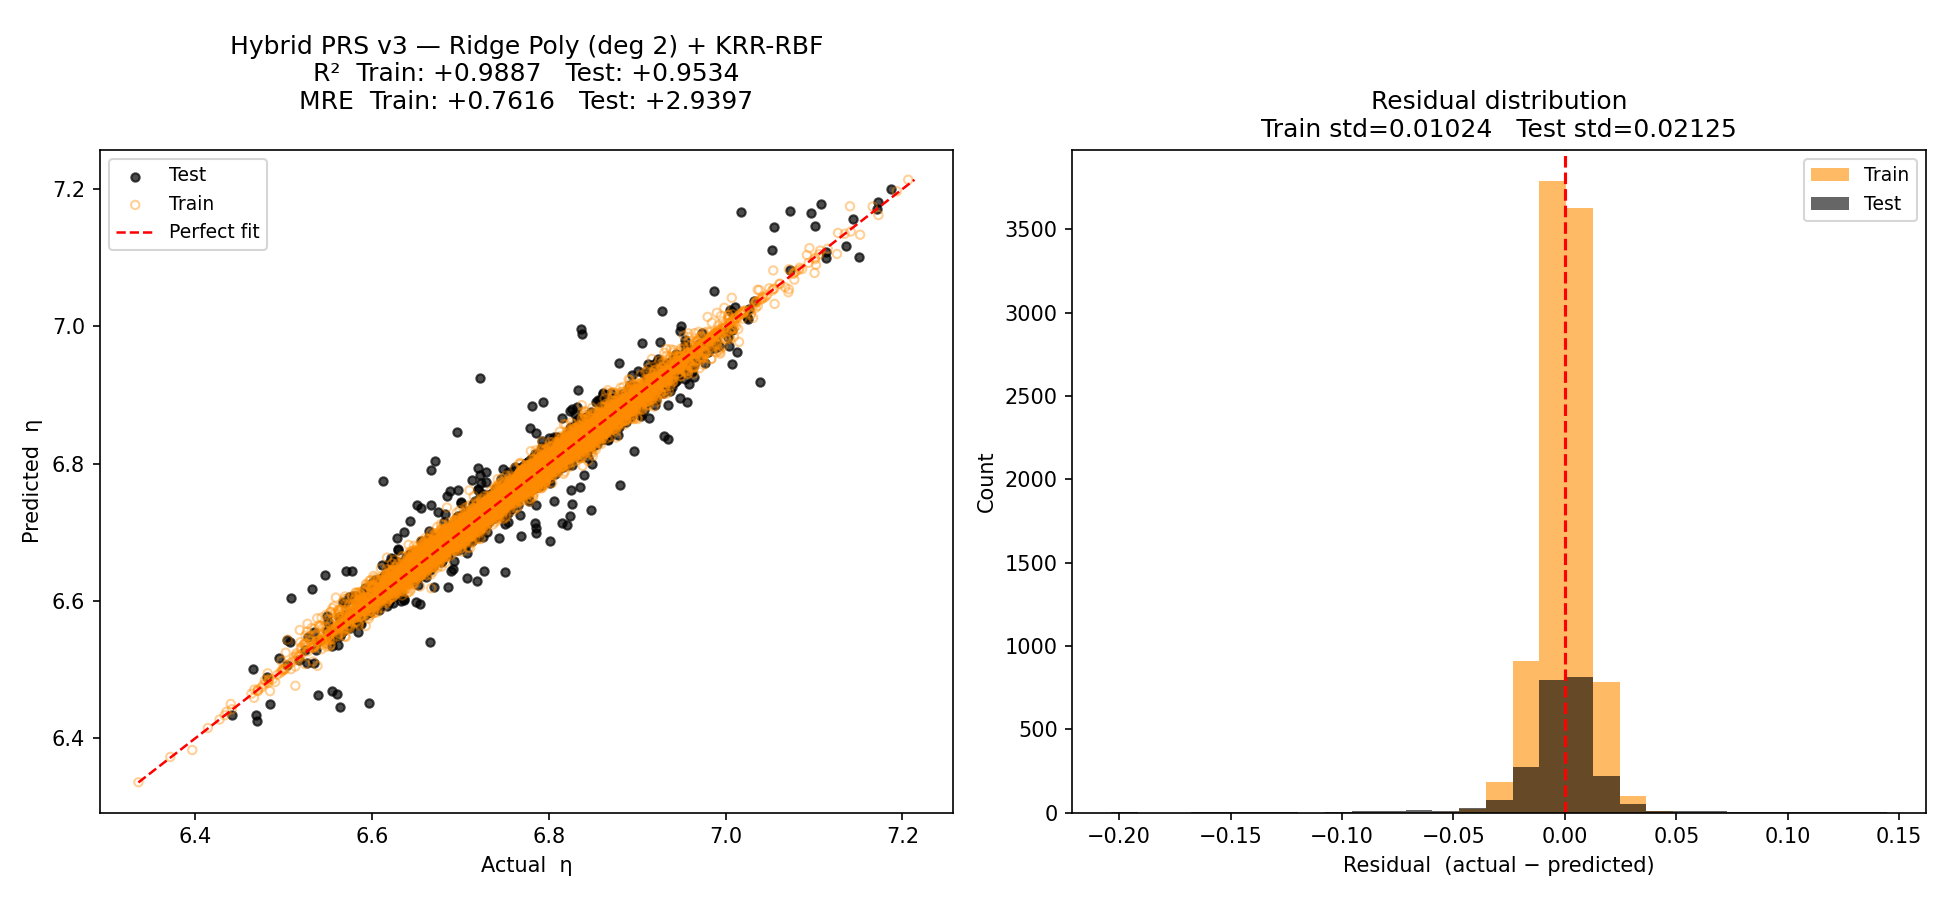 Hybrid PRS v3 — Ridge Poly (deg 2) + KRR-RBF
R²  Train: +0.9887   Test: +0.9534
MRE  Train: +0.7616   Test: +2.9397
Test
Train
Perfect fit
7.2
7.0
6.8
6.6
6.4
Predicted  η
6.4
6.6
6.8
7.0
7.2
Actual  η
Residual distribution
Train std=0.01024   Test std=0.02125
Train
Test
3500
3000
2500
2000
1500
1000
500
0
Count
−0.20
−0.15
−0.10
−0.05
0.00
0.05
0.10
0.15
Residual  (actual − predicted)